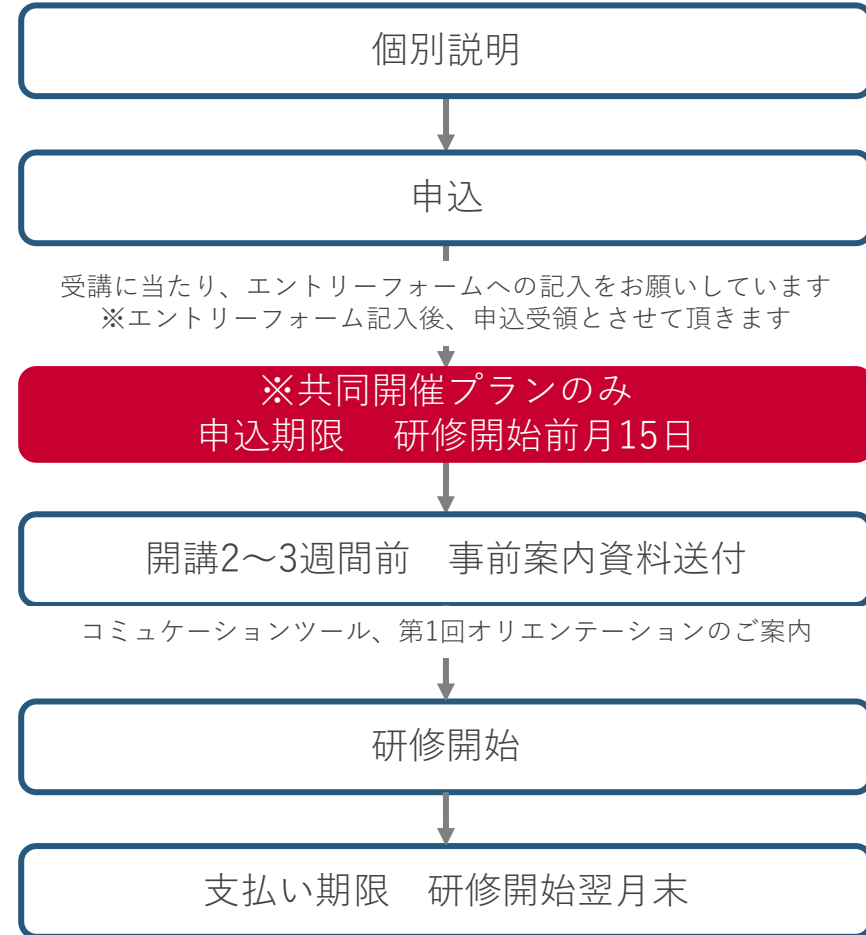 個別説明
申込
受講に当たり、エントリーフォームへの記入をお願いしています
※エントリーフォーム記入後、申込受領とさせて頂きます
※共同開催プランのみ
申込期限　研修開始前月15日
開講2〜3週間前　事前案内資料送付
コミュケーションツール、第1回オリエンテーションのご案内
研修開始
支払い期限　研修開始翌月末